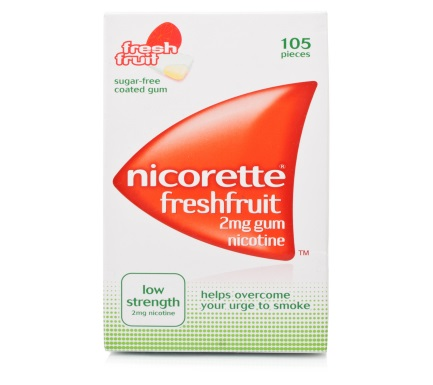 fresh
fruit
sugar-free
coated gum
105
pieces
nicorette®
freshfruit
2mg gum
nicotine
™
low
strength
2mg nicotine
helps overcome
your urge to smoke